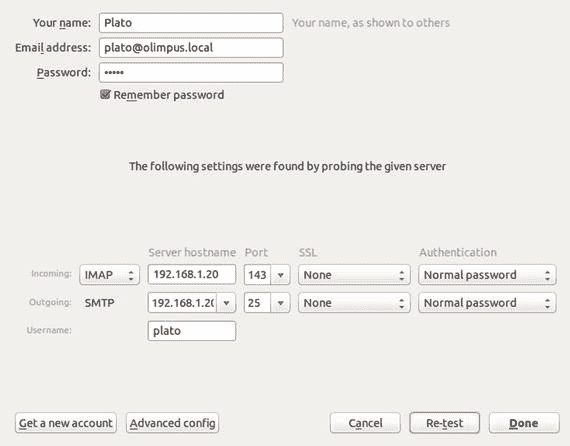 Your name: Plato Your name, as shown to others
Email address: plato@olimpus.local
Password: •••••
Remember password
The following settings were found by probing the given server
Server hostname Port SSL Authentication
Incoming: IMAP 192.168.1.20 143 None Normal password
Outgoing: SMTP 192.168.1.20 25 None Normal password
Username: plato
Get a new account Advanced config Cancel Re-test Done